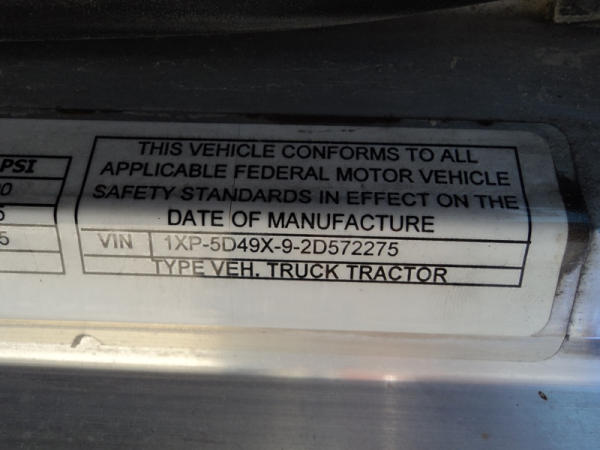 PSI
THIS VEHICLE CONFORMS TO ALL
APPLICABLE FEDERAL MOTOR VEHICLE
SAFETY STANDARDS IN EFFECT ON THE
DATE OF MANUFACTURE
VIN 1XP-5D49X-9-2D572275
TYPE VEH. TRUCK TRACTOR